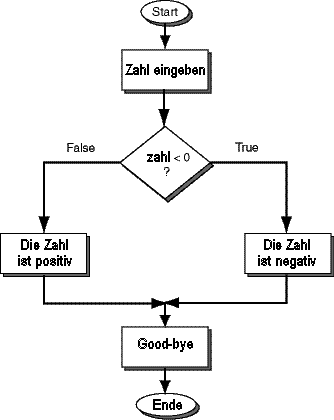 Start
Zahl eingeben
False
True
zahl < 0
?
Die Zahl
ist positiv
Die Zahl
ist negativ
Good-bye
Ende